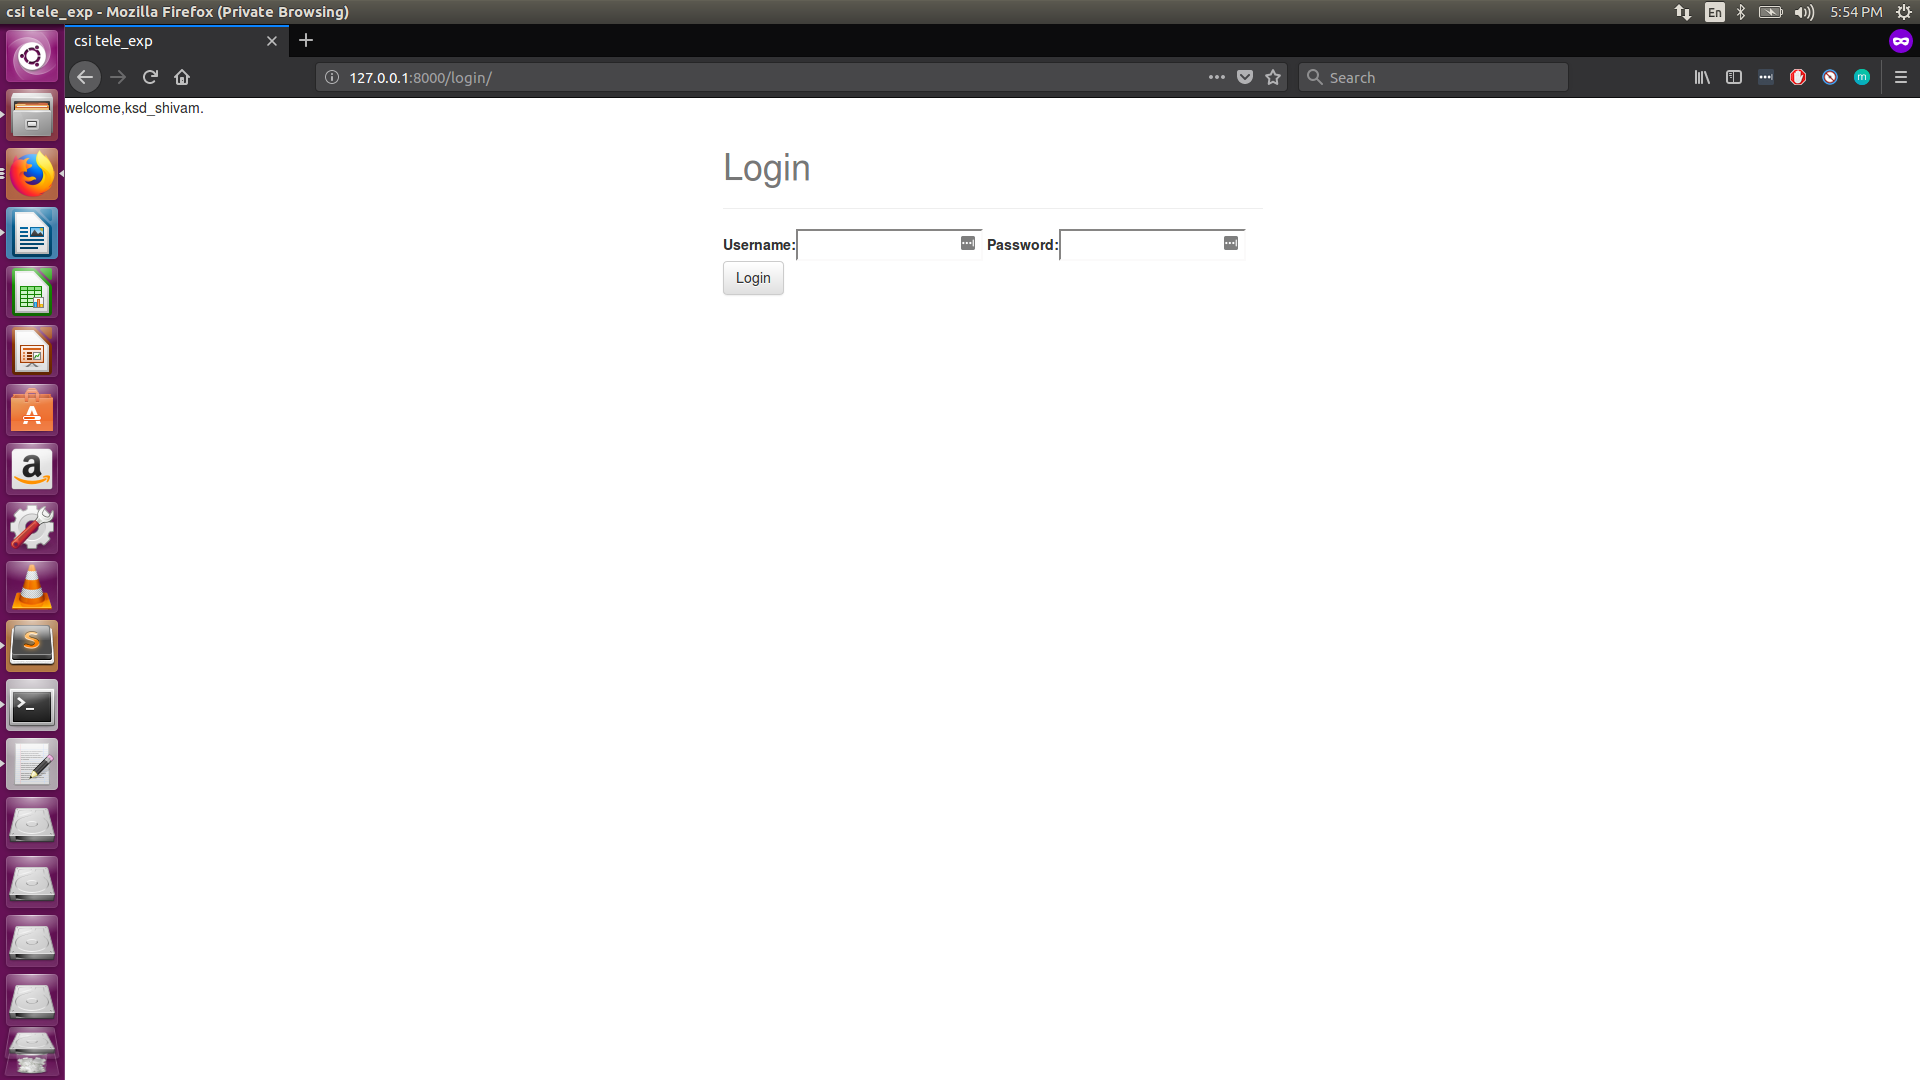 csi tele_exp - Mozilla Firefox (Private Browsing)
En
5:54 PM
csi tele_exp
127.0.0.1:8000/login/
Search
welcome,ksd_shivam.
Login
Username:
Password:
Login